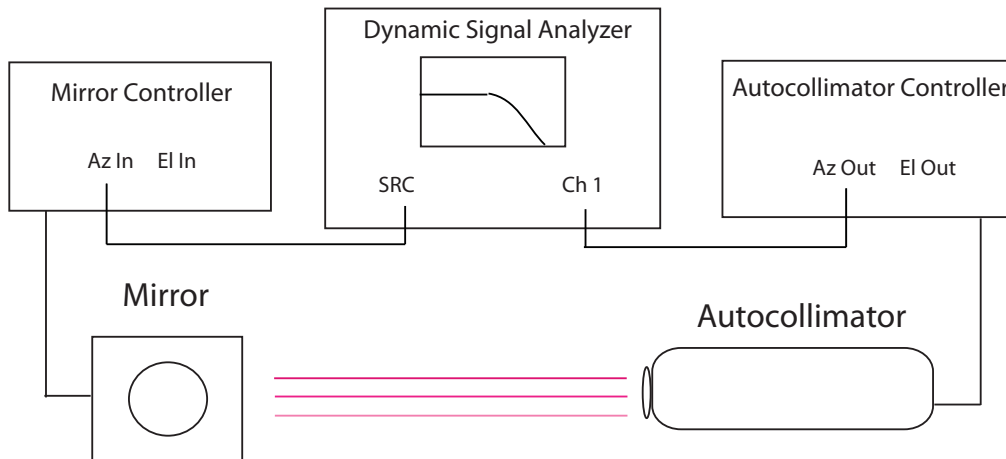 Dynamic Signal Analyzer
Mirror Controller
Autocollimator Controller
Az In El In
Az Out El Out
SRC Ch 1
Mirror
Autocollimator